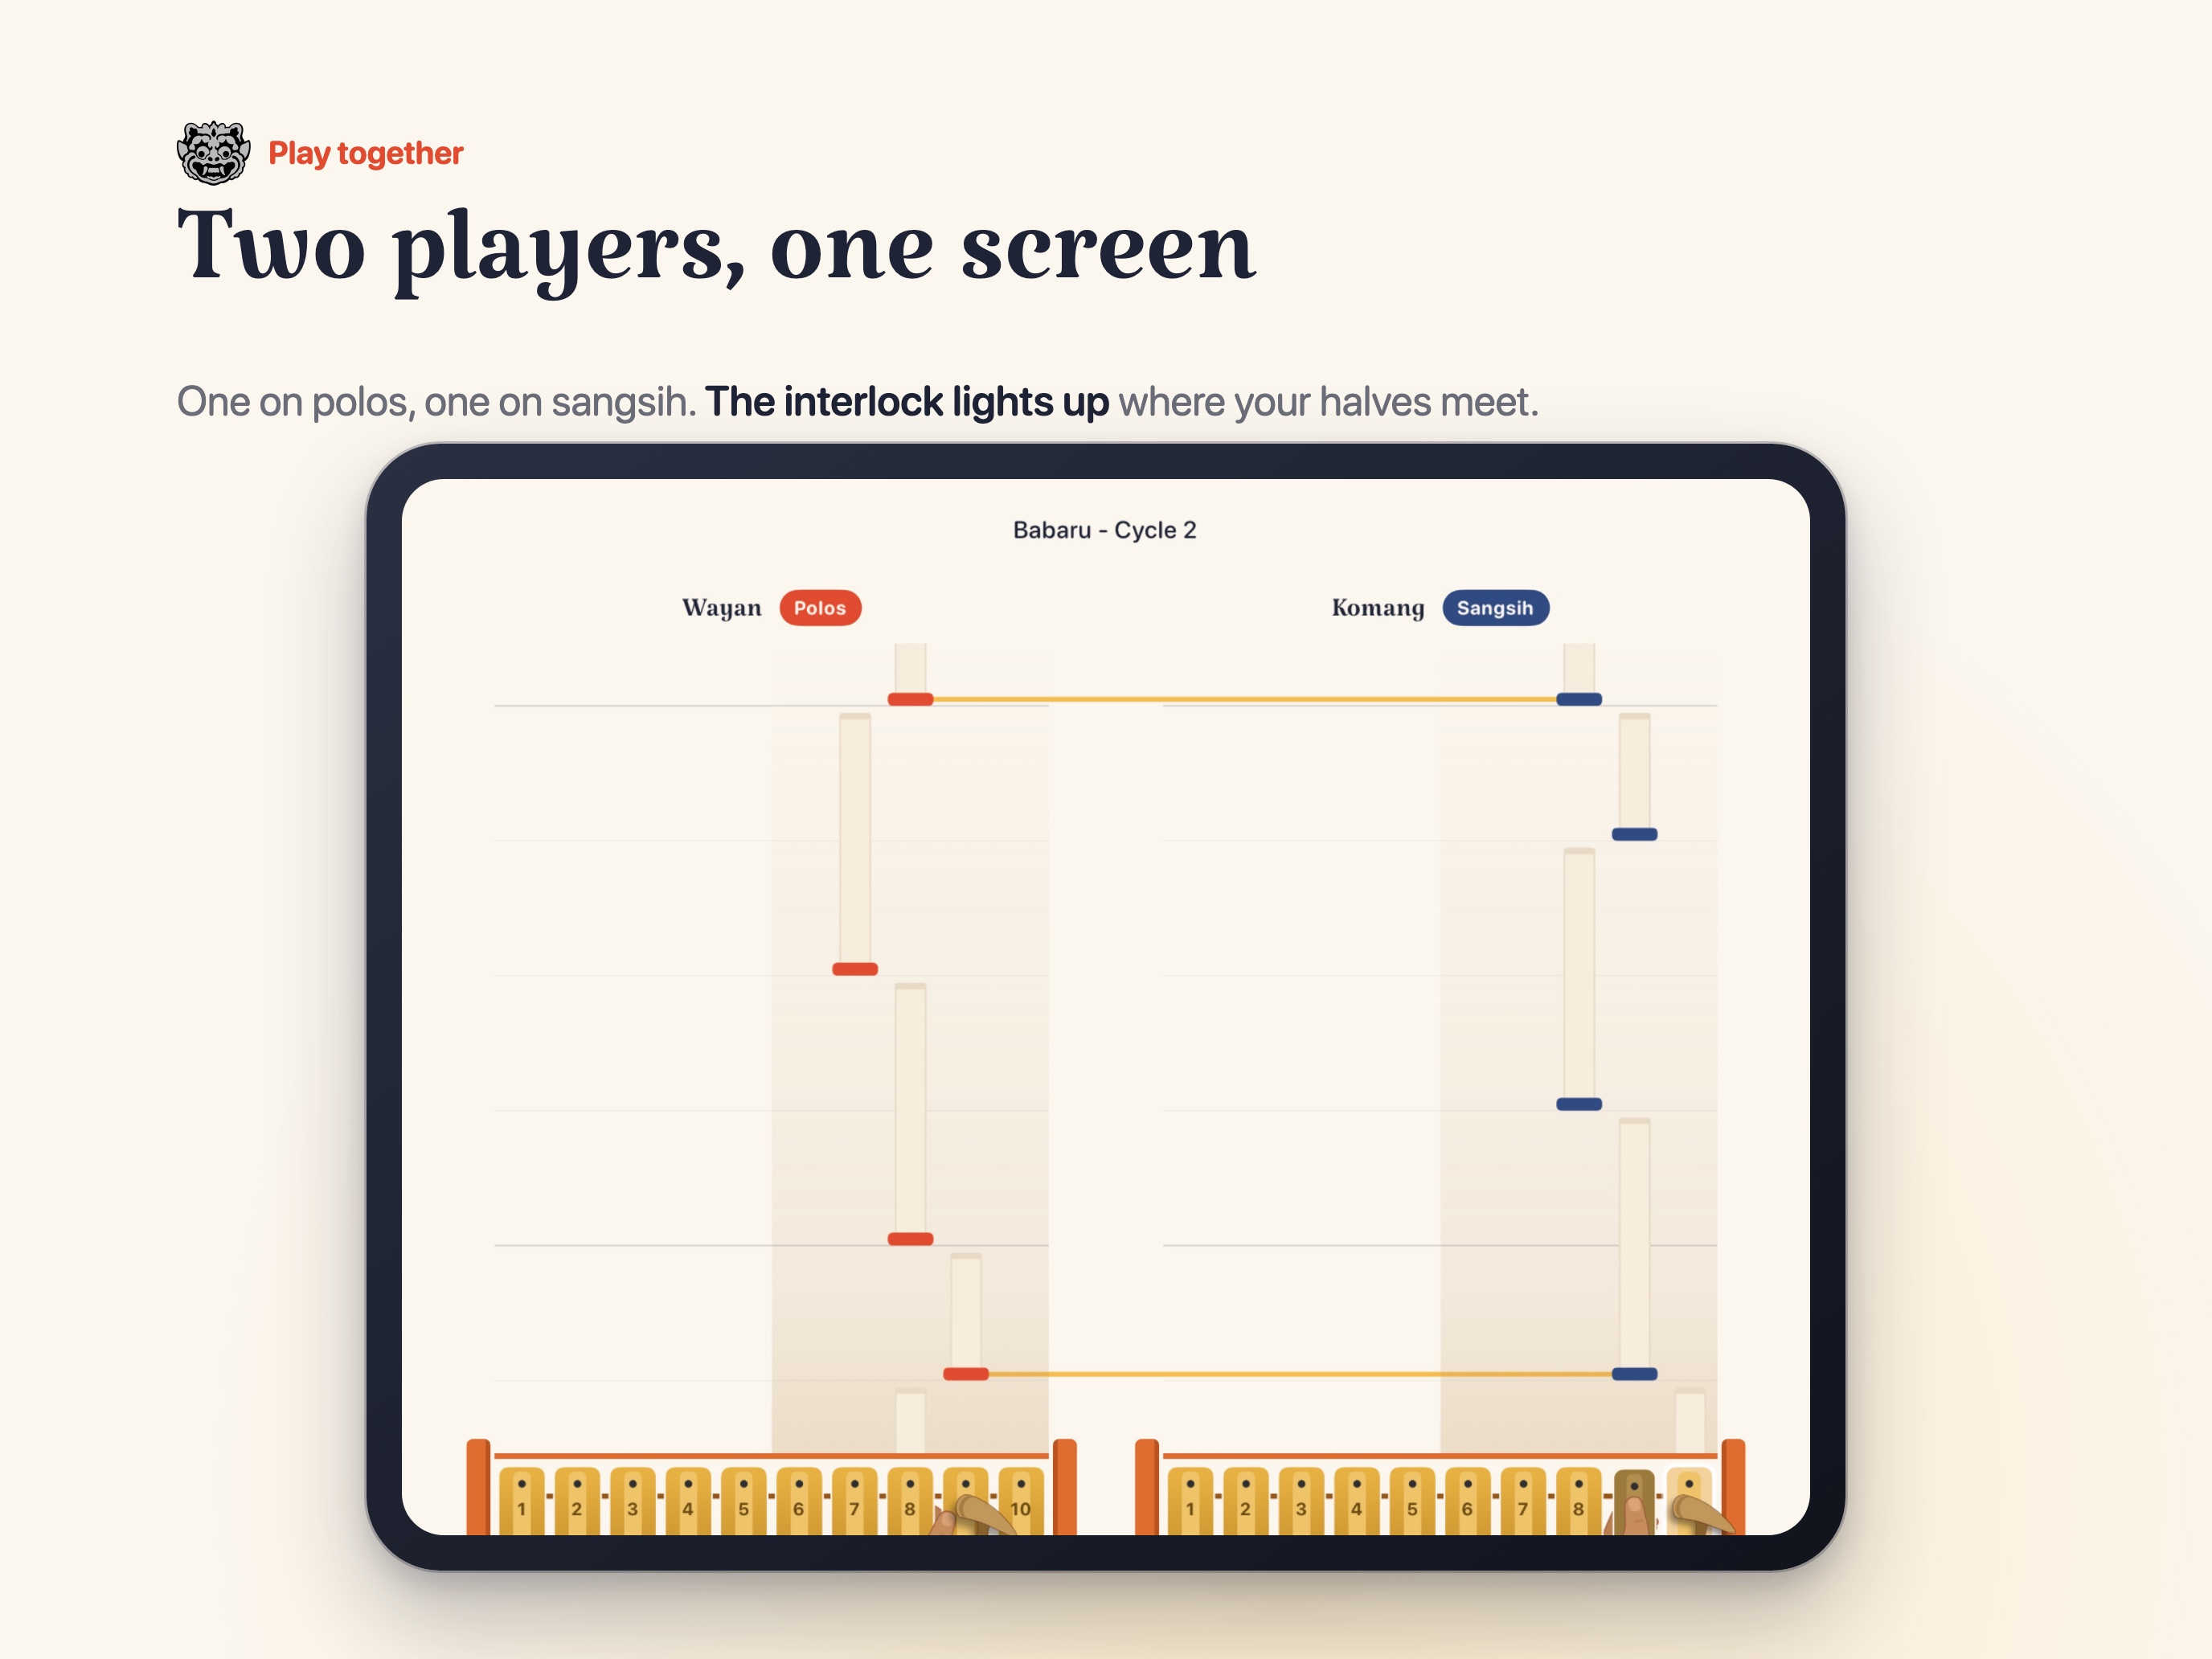 Play together
Two players, one screen
One on polos, one on sangsih. The interlock lights up where your halves meet.
Babaru - Cycle 2
Wayan Polos
Komang Sangsih
1 2 3 4 5 6 7 8 10
1 2 3 4 5 6 7 8